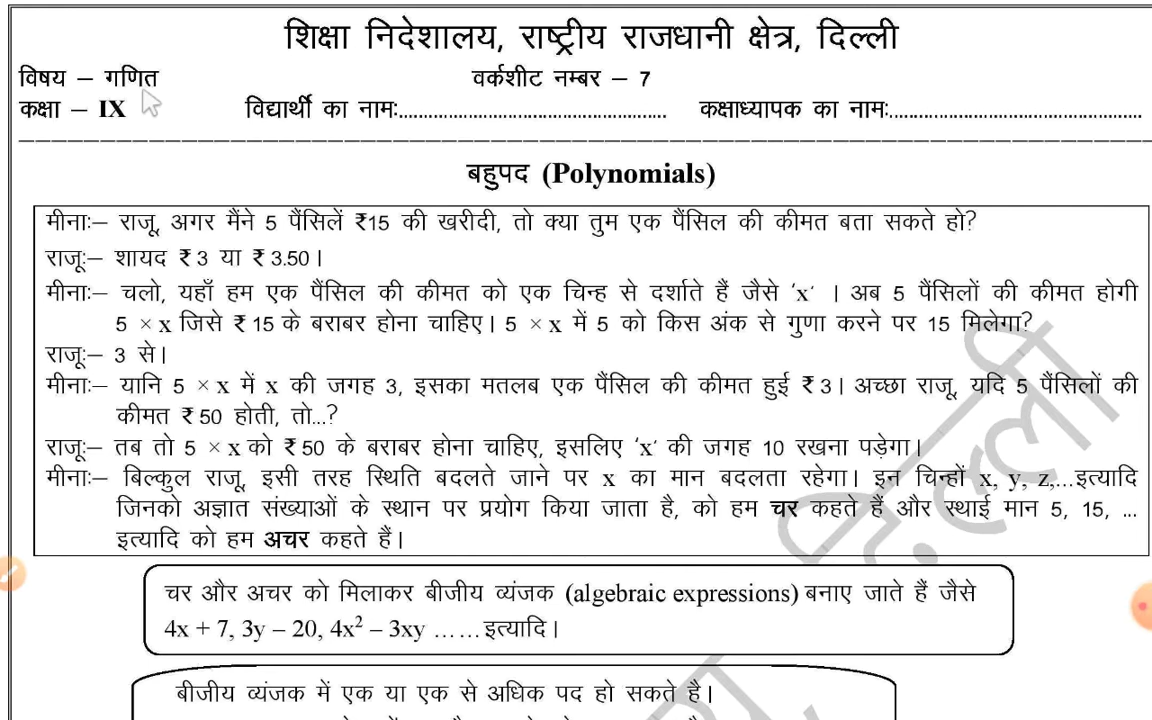 शिक्षा निदेशालय, राष्ट्रीय राजधानी क्षेत्र, दिल्ली
विषय – गणित वर्कशीट नम्बर – 7
कक्षा – IX विद्यार्थी का नामः........................................................ कक्षाध्यापक का नामः....................................................
बहुपद (Polynomials)
मीनाः– राजू, अगर मैंने 5 पैंसिलें ₹15 की खरीदी, तो क्या तुम एक पैंसिल की कीमत बता सकते हो?
राजूः– शायद ₹ 3 या ₹ 3.50।
मीनाः– चलो, यहाँ हम एक पैंसिल की कीमत को एक चिन्ह से दर्शाते हैं जैसे ‘x’ । अब 5 पैंसिलों की कीमत होगी
5 × x जिसे ₹ 15 के बराबर होना चाहिए। 5 × x में 5 को किस अंक से गुणा करने पर 15 मिलेगा?
राजूः– 3 से।
मीनाः– यानि 5 × x में x की जगह 3, इसका मतलब एक पैंसिल की कीमत हुई ₹ 3। अच्छा राजू, यदि 5 पैंसिलों की
कीमत ₹ 50 होती, तो...?
राजूः– तब तो 5 × x को ₹ 50 के बराबर होना चाहिए, इसलिए ‘x’ की जगह 10 रखना पड़ेगा।
मीनाः– बिल्कुल राजू, इसी तरह स्थिति बदलते जाने पर x का मान बदलता रहेगा। इन चिन्हों x, y, z,...इत्यादि
जिनको अज्ञात संख्याओं के स्थान पर प्रयोग किया जाता है, को हम चर कहते हैं और स्थाई मान 5, 15, ...
इत्यादि को हम अचर कहते हैं।
चर और अचर को मिलाकर बीजीय व्यंजक (algebraic expressions) बनाए जाते हैं जैसे
4x + 7, 3y – 20, 4x² – 3xy ...... इत्यादि।
बीजीय व्यंजक में एक या एक से अधिक पद हो सकते है।